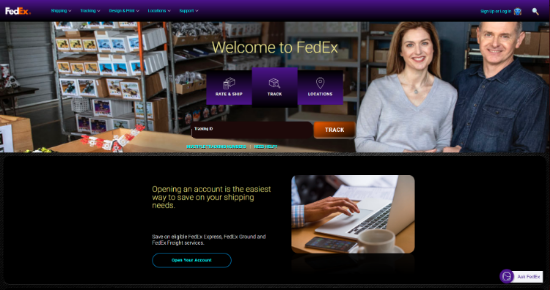 FedEx
Shipping Tracking Design & Print Locations Support
Sign Up or Log In
Welcome to FedEx
RATE & SHIP
TRACK
LOCATIONS
Tracking ID
TRACK
Opening an account is the easiest
way to save on your shipping
needs.
Save on eligible FedEx Express, FedEx Ground and
FedEx Freight services.
Open Your Account
Ask FedEx